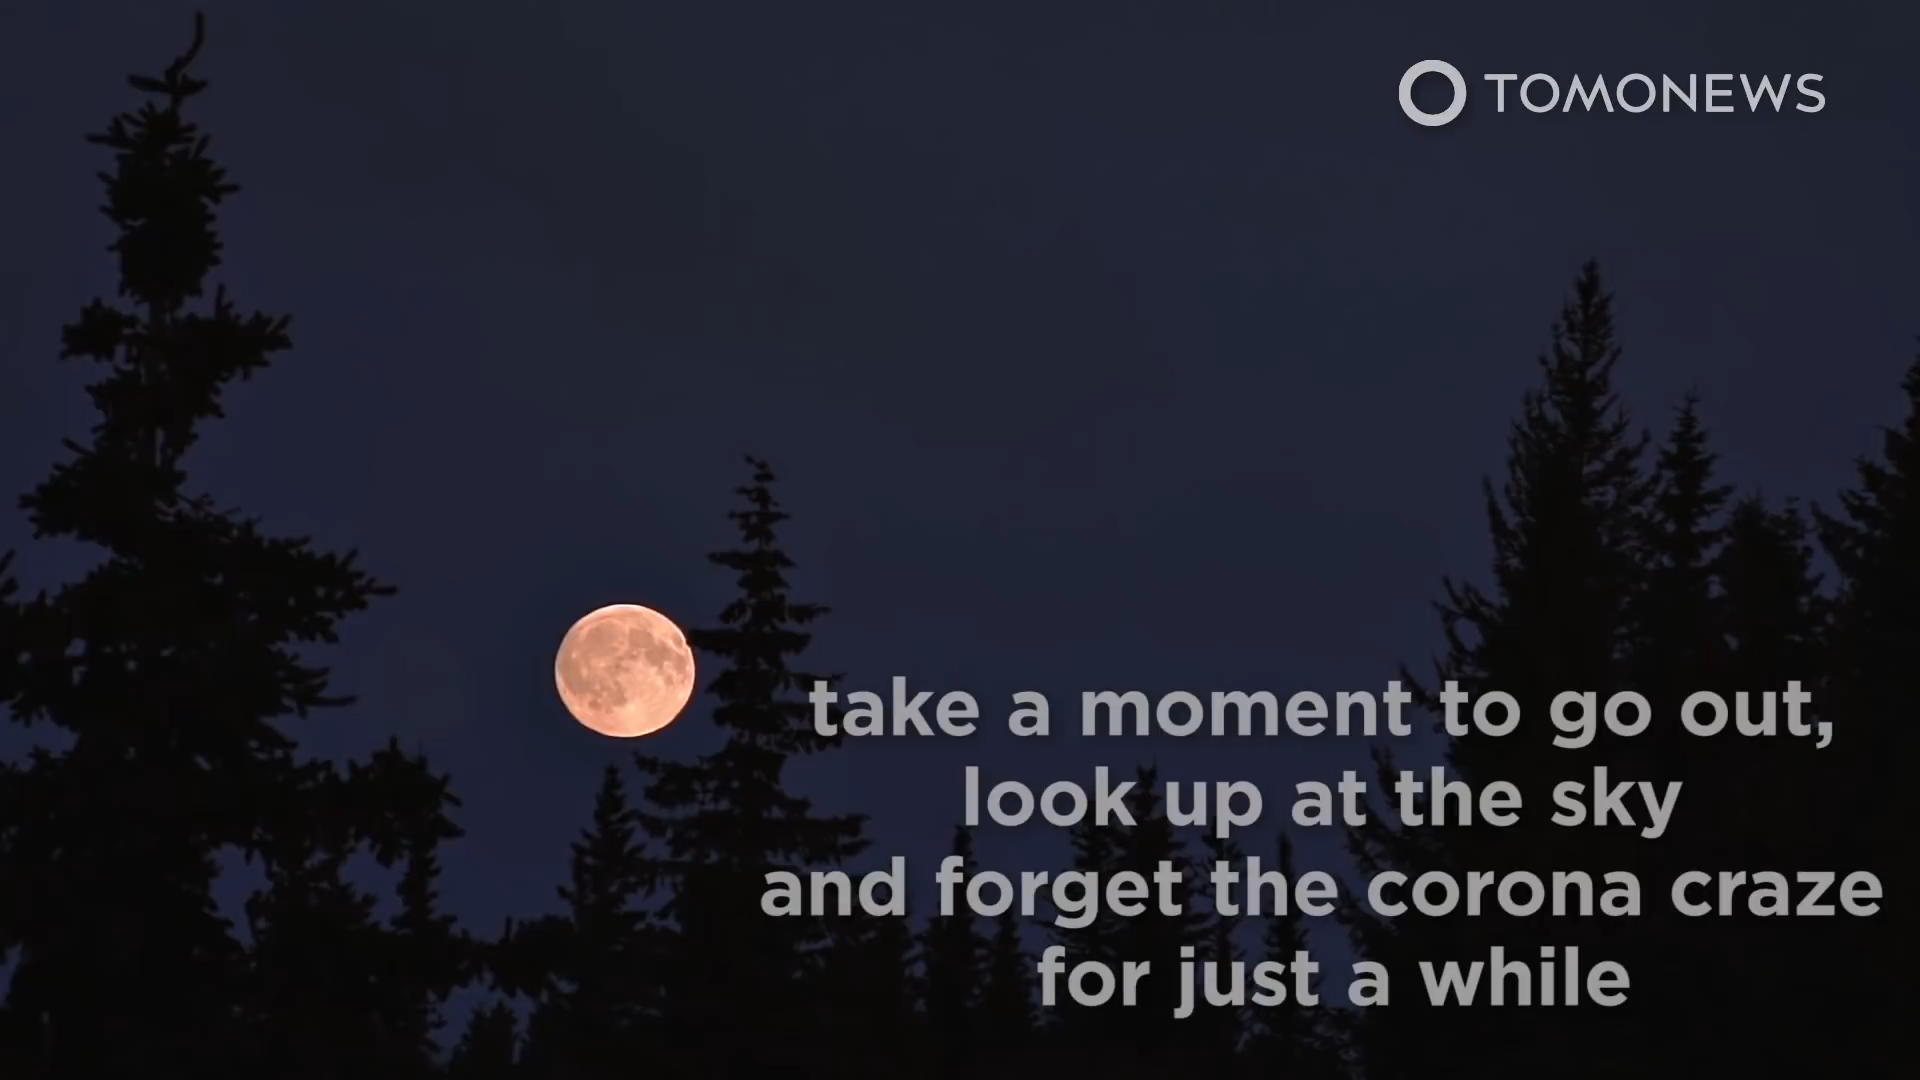 TOMONEWS
take a moment to go out,
look up at the sky
and forget the corona craze
for just a while